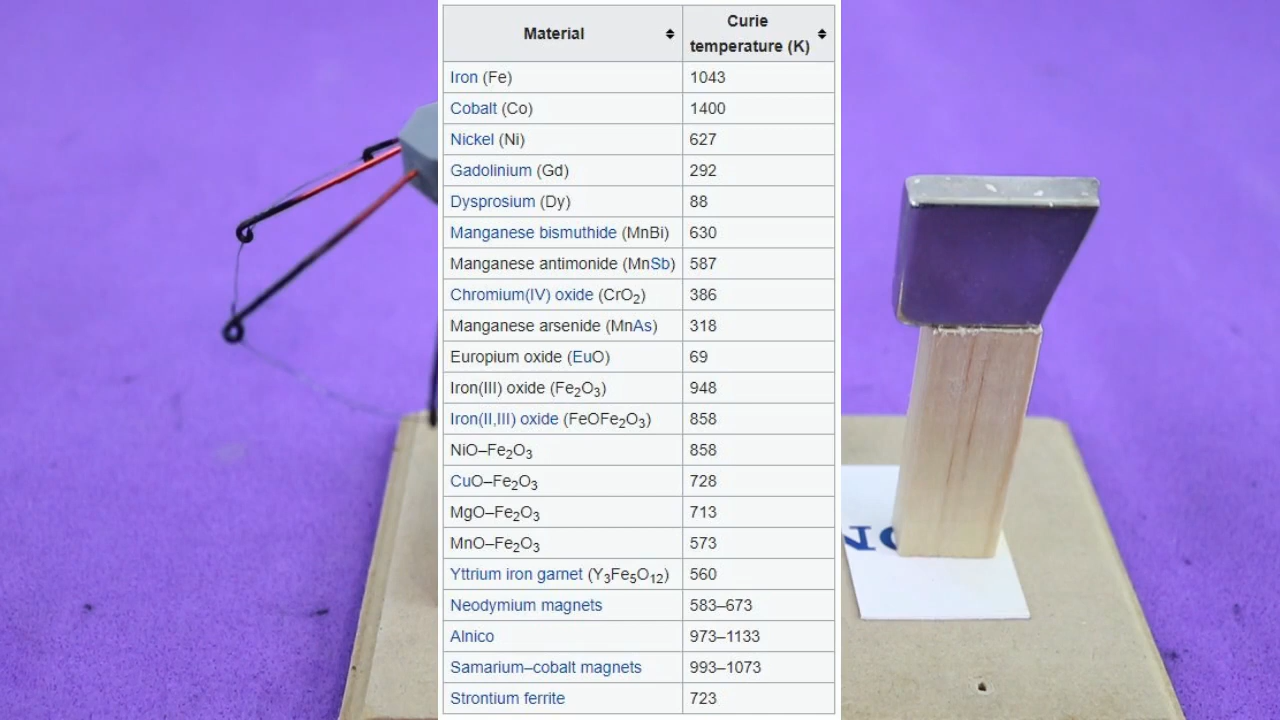 Material
Curie
temperature (K)
Iron (Fe) 1043
Cobalt (Co) 1400
Nickel (Ni) 627
Gadolinium (Gd) 292
Dysprosium (Dy) 88
Manganese bismuthide (MnBi) 630
Manganese antimonide (MnSb) 587
Chromium(IV) oxide (CrO₂) 386
Manganese arsenide (MnAs) 318
Europium oxide (EuO) 69
Iron(III) oxide (Fe₂O₃) 948
Iron(II,III) oxide (FeOFe₂O₃) 858
NiO–Fe₂O₃ 858
CuO–Fe₂O₃ 728
MgO–Fe₂O₃ 713
MnO–Fe₂O₃ 573
Yttrium iron garnet (Y₃Fe₅O₁₂) 560
Neodymium magnets 583–673
Alnico 973–1133
Samarium–cobalt magnets 993–1073
Strontium ferrite 723